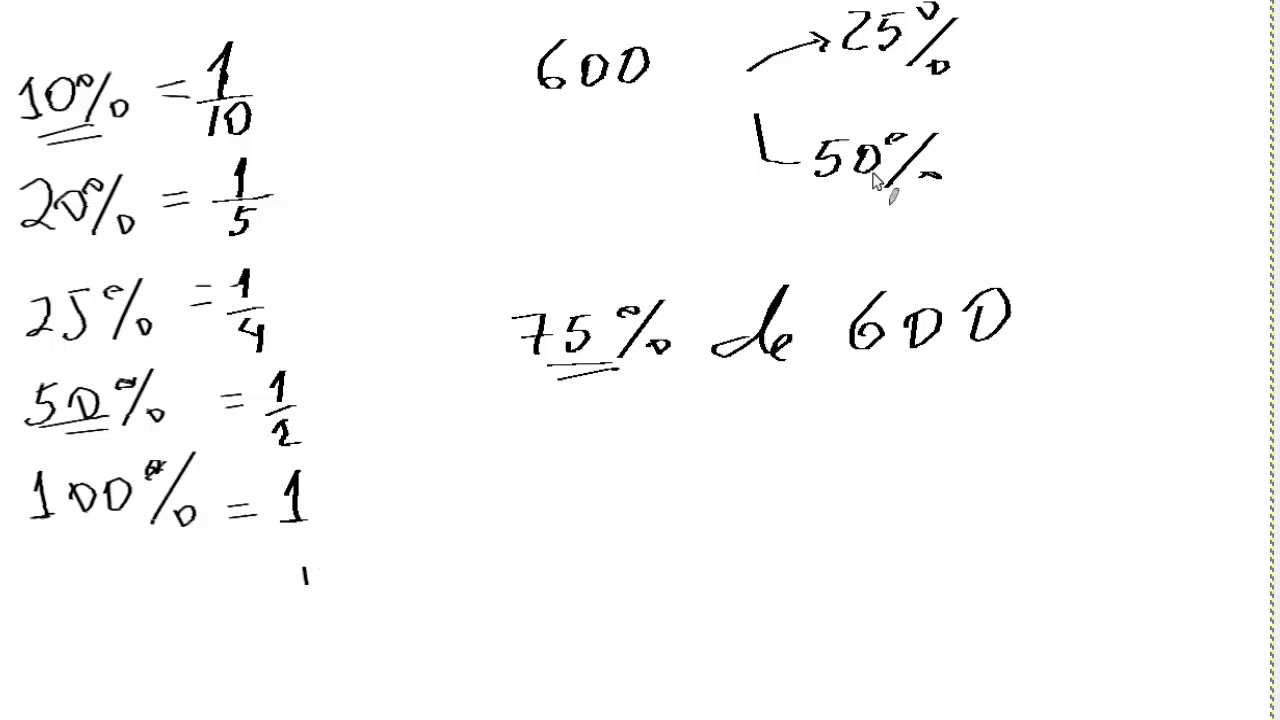 10% = 1/10
20% = 1/5
25% = 1/4
50% = 1/2
100% = 1
600
25%
50%
75% de 600